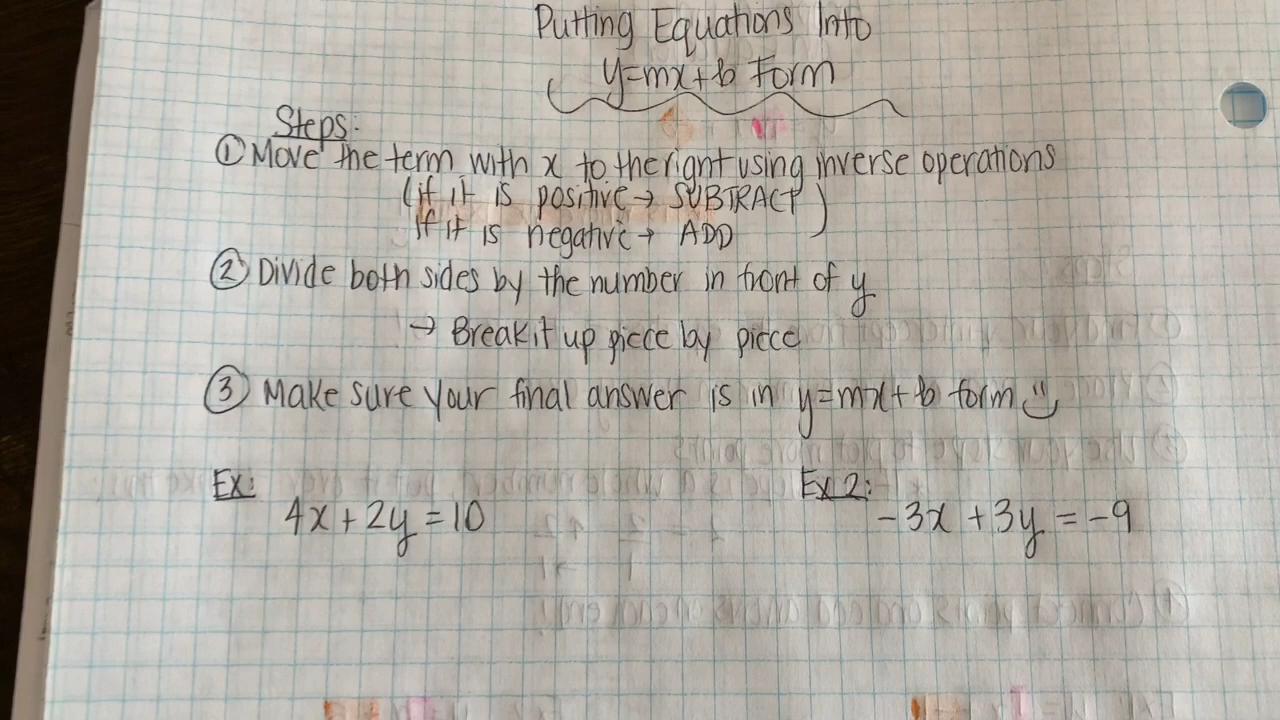 Putting Equations Into
y=mx+b Form
Steps:
① Move the term with x to the right using inverse operations
(if it is positive → SUBTRACT)
if it is negative → ADD
② Divide both sides by the number in front of y
→ Break it up piece by piece
③ Make sure your final answer is in y=mx+b form
Ex: Ex 2:
4x+2y=10 -3x+3y=-9